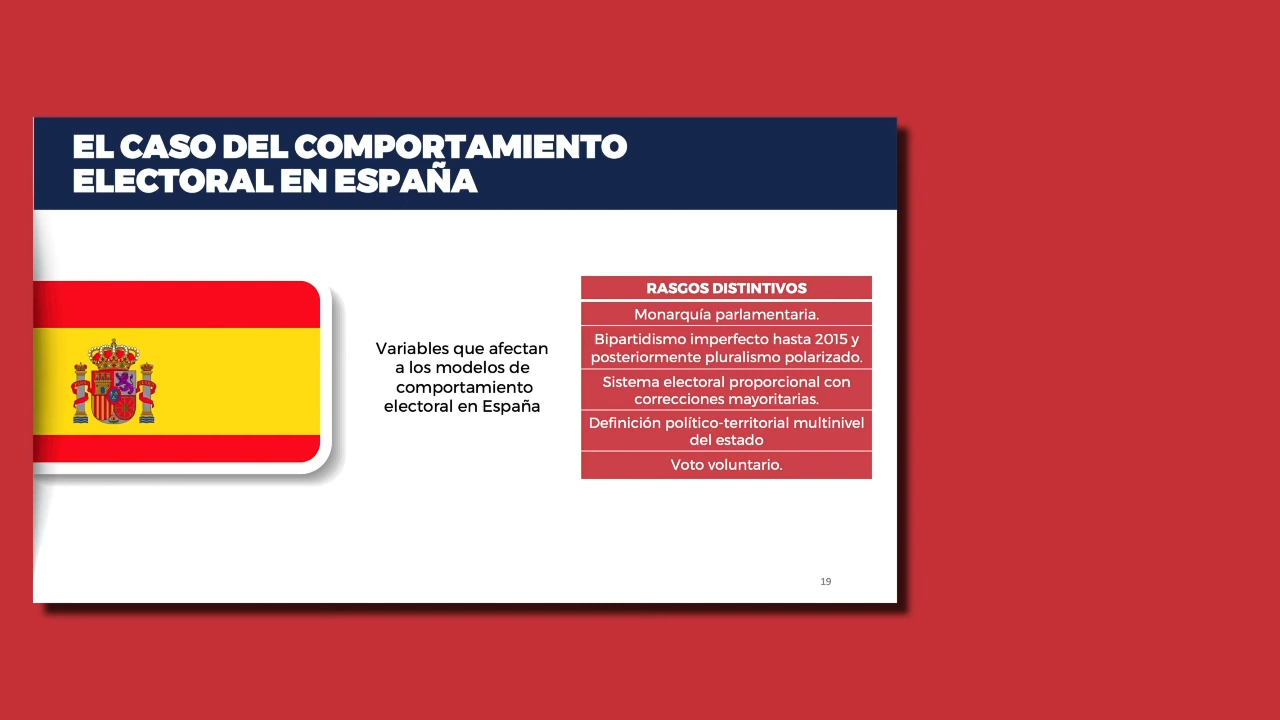 EL CASO DEL COMPORTAMIENTO
ELECTORAL EN ESPAÑA
Variables que afectan
a los modelos de
comportamiento
electoral en España
RASGOS DISTINTIVOS
Monarquía parlamentaria.
Bipartidismo imperfecto hasta 2015 y
posteriormente pluralismo polarizado.
Sistema electoral proporcional con
correcciones mayoritarias.
Definición político-territorial multinivel
del estado
Voto voluntario.
19